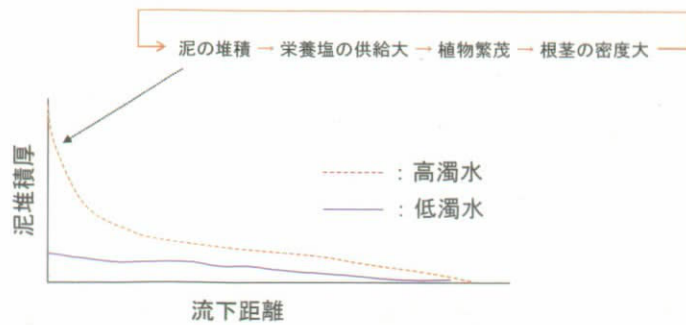 泥の堆積 → 栄養塩の供給大 → 植物繁茂 → 根茎の密度大
泥堆積厚
：高濁水
：低濁水
流下距離